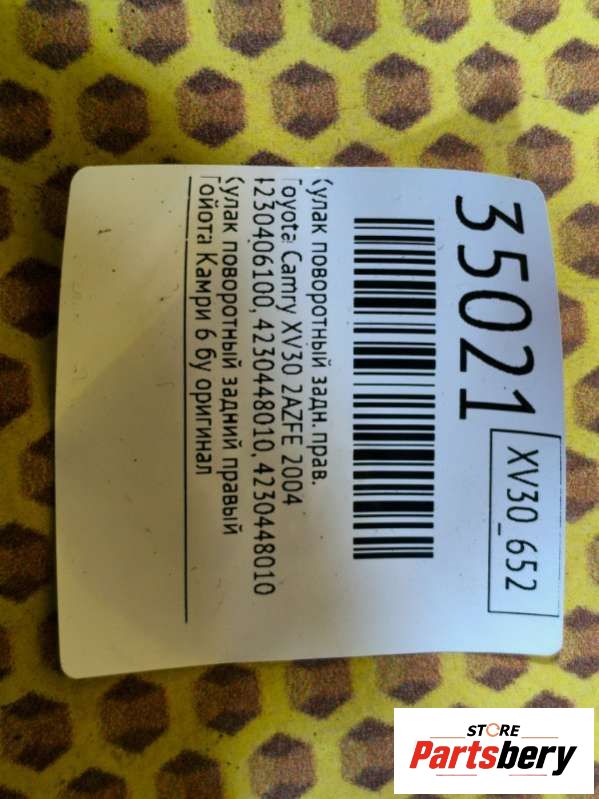 35021
XV30_652
Кулак поворотный задн. прав.
Toyota Camry XV30 2AZFE 2004
4230406100, 4230448010, 4230448010
Кулак поворотный задний правый
Тойота Камри 6 бу оригинал
STORE
Partsbery